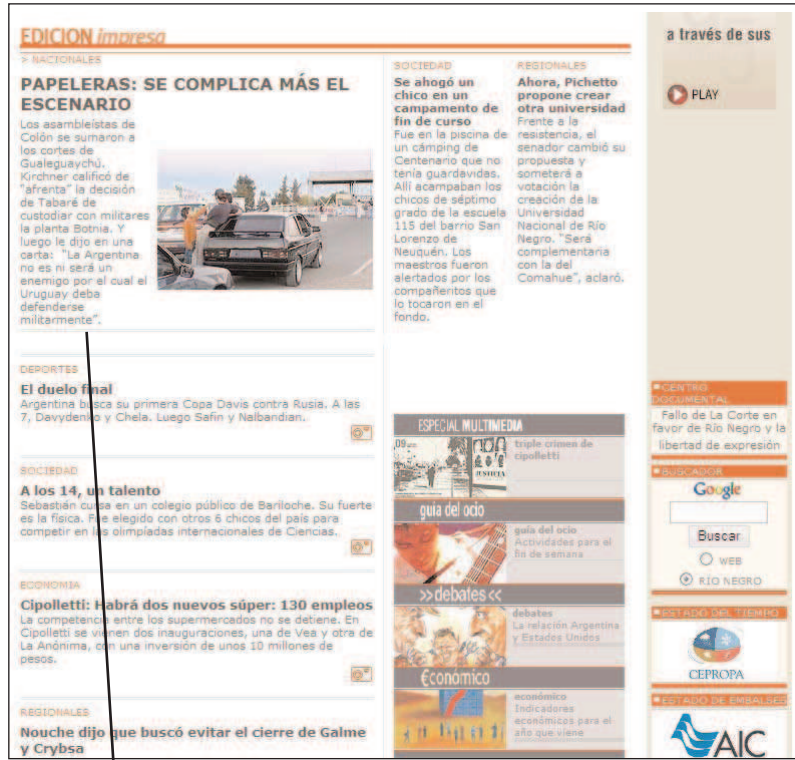 EDICION impresa
> NACIONALES
PAPELERAS: SE COMPLICA MÁS EL
ESCENARIO
Los asambleístas de
Colón se sumaron a
los cortes de
Gualeguaychú.
Kirchner calificó de
"afrenta" la decisión
de Tabaré de
custodiar con militares
la planta Botnia. Y
luego le dijo en una
carta: "La Argentina
no es ni será un
enemigo por el cual el
Uruguay deba
defenderse
militarmente".
SOCIEDAD
Se ahogó un
chico en un
campamento de
fin de curso
Fue en la piscina de
un cámping de
Centenario que no
tenía guardavidas.
Allí acampaban los
chicos de séptimo
grado de la escuela
115 del barrio San
Lorenzo de
Neuquén. Los
maestros fueron
alertados por los
compañeritos que
lo tocaron en el
fondo.
REGIONALES
Ahora, Pichetto
propone crear
otra universidad
Frente a la
resistencia, el
senador cambió su
propuesta y
someterá a
votación la
creación de la
Universidad
Nacional de Río
Negro. "Será
complementaria
con la del
Comahue", aclaró.
DEPORTES
El duelo final
Argentina busca su primera Copa Davis contra Rusia. A las
7, Davydenko y Chela. Luego Safin y Nalbandian.
SOCIEDAD
A los 14, un talento
Sebastián cursa en un colegio público de Bariloche. Su fuerte
es la física. Fue elegido con otros 6 chicos del país para
competir en las olimpíadas internacionales de Ciencias.
ECONOMIA
Cipolletti: Habrá dos nuevos súper: 130 empleos
La competencia entre los supermercados no se detiene. En
Cipolletti se vienen dos inauguraciones, una de Vea y otra de
La Anónima, con una inversión de unos 10 millones de
pesos.
REGIONALES
Nouche dijo que buscó evitar el cierre de Galme
y Crybsa
ESPECIAL MULTIMEDIA
09
JUSTICIA
triple crimen de
cipolletti
guia del ocio
guía del ocio
Actividades para el
fin de semana
>>debates<<
debates
La relación Argentina
y Estados Unidos
€conómico
económico
Indicadores
económicos para el
año que viene
a través de sus
PLAY
CENTRO
DOCUMENTAL
Fallo de La Corte en
favor de Río Negro y la
libertad de expresión
BUSCADOR
Google
Buscar
WEB
RÍO NEGRO
ESTADO DEL TIEMPO
CEPROPA
ESTADO DE EMBALSES
AIC